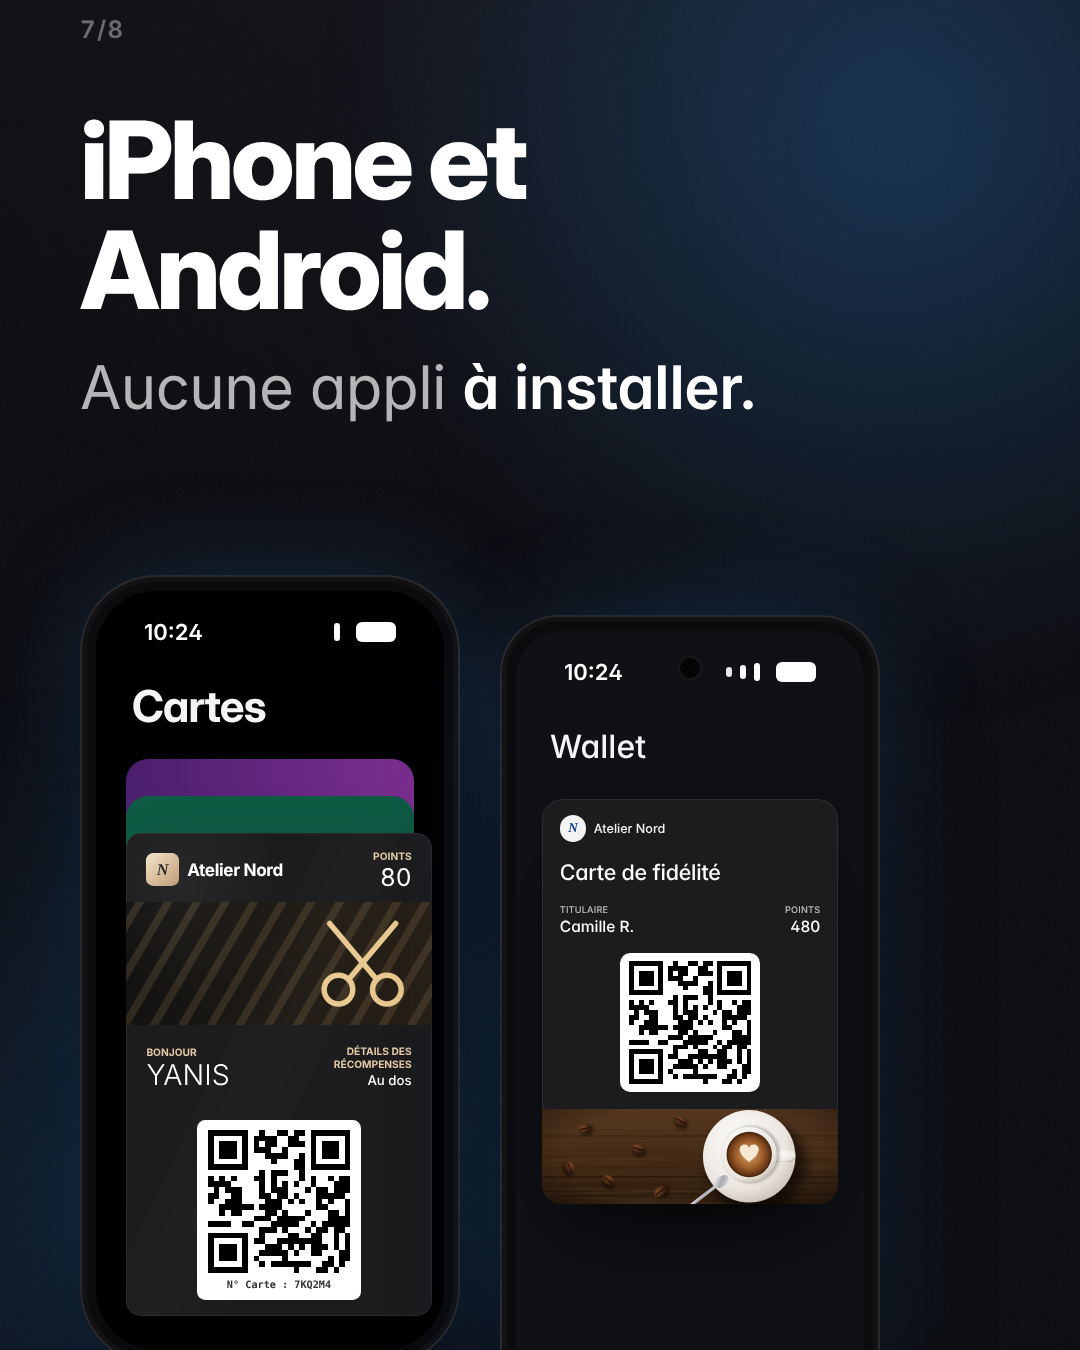 7/8
iPhone et
Android.
Aucune appli à installer.
10:24
Cartes
N Atelier Nord
POINTS
80
BONJOUR
YANIS
DÉTAILS DES
RÉCOMPENSES
Au dos
N° Carte : 7KQ2M4
10:24
Wallet
N Atelier Nord
Carte de fidélité
TITULAIRE
Camille R.
POINTS
480